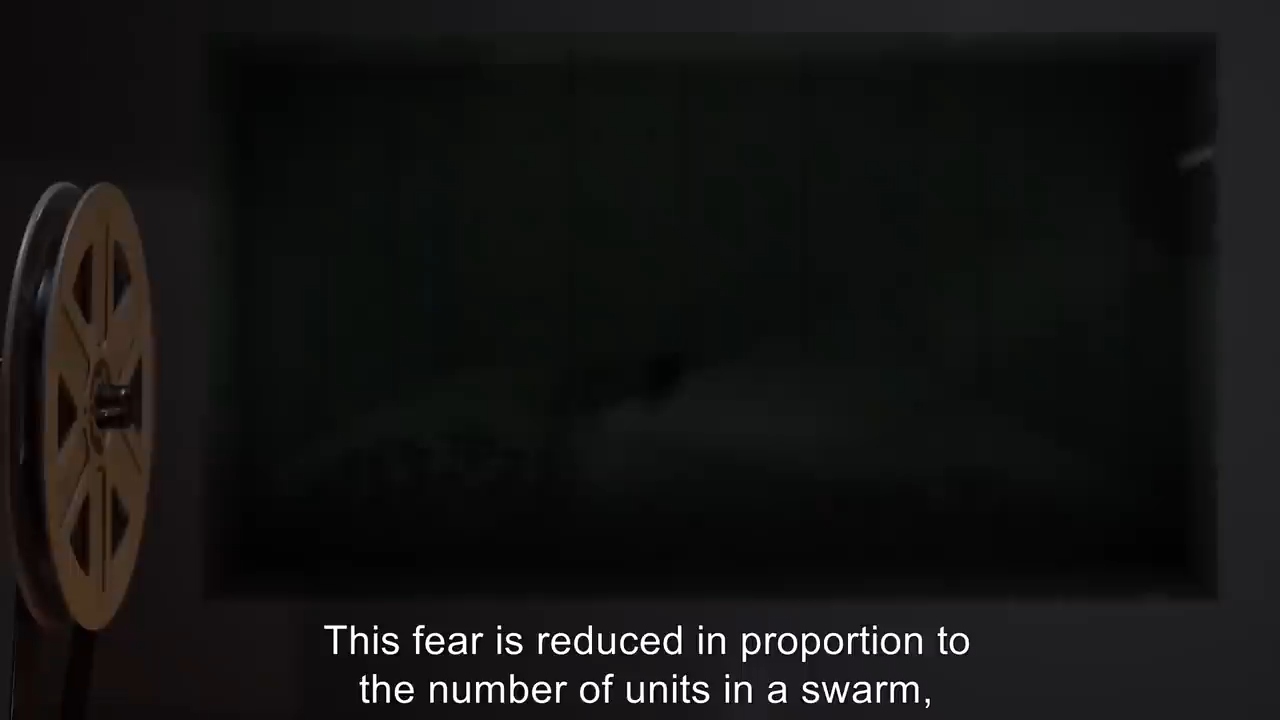 This fear is reduced in proportion to
the number of units in a swarm,